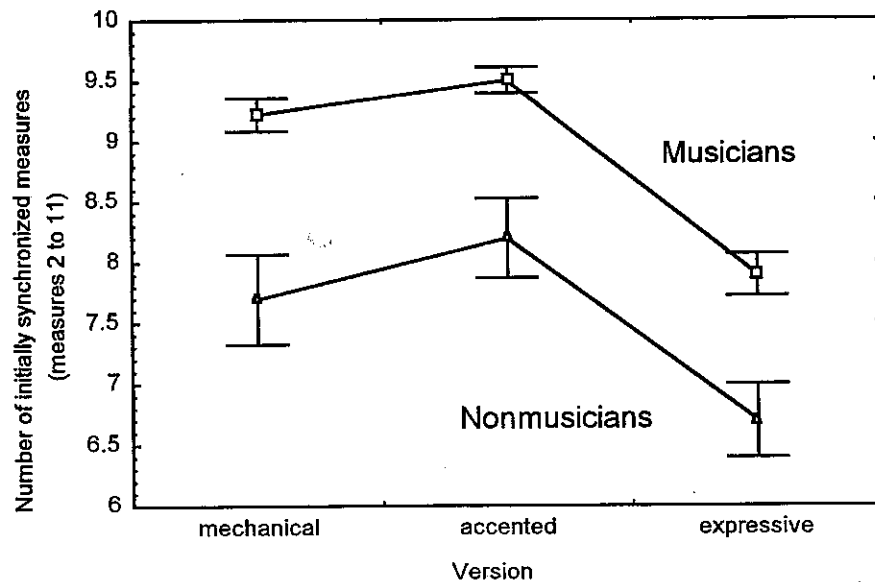 Number of initially synchronized measures
(measures 2 to 11)
10
9.5
9
8.5
8
7.5
7
6.5
6
Musicians
Nonmusicians
mechanical accented expressive
Version